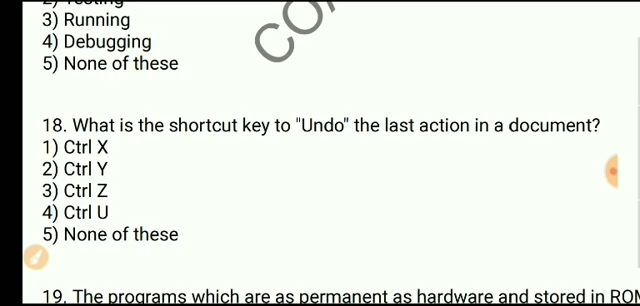 3) Running
4) Debugging
5) None of these
18. What is the shortcut key to "Undo" the last action in a document?
1) Ctrl X
2) Ctrl Y
3) Ctrl Z
4) Ctrl U
5) None of these
19. The programs which are as permanent as hardware and stored in ROM